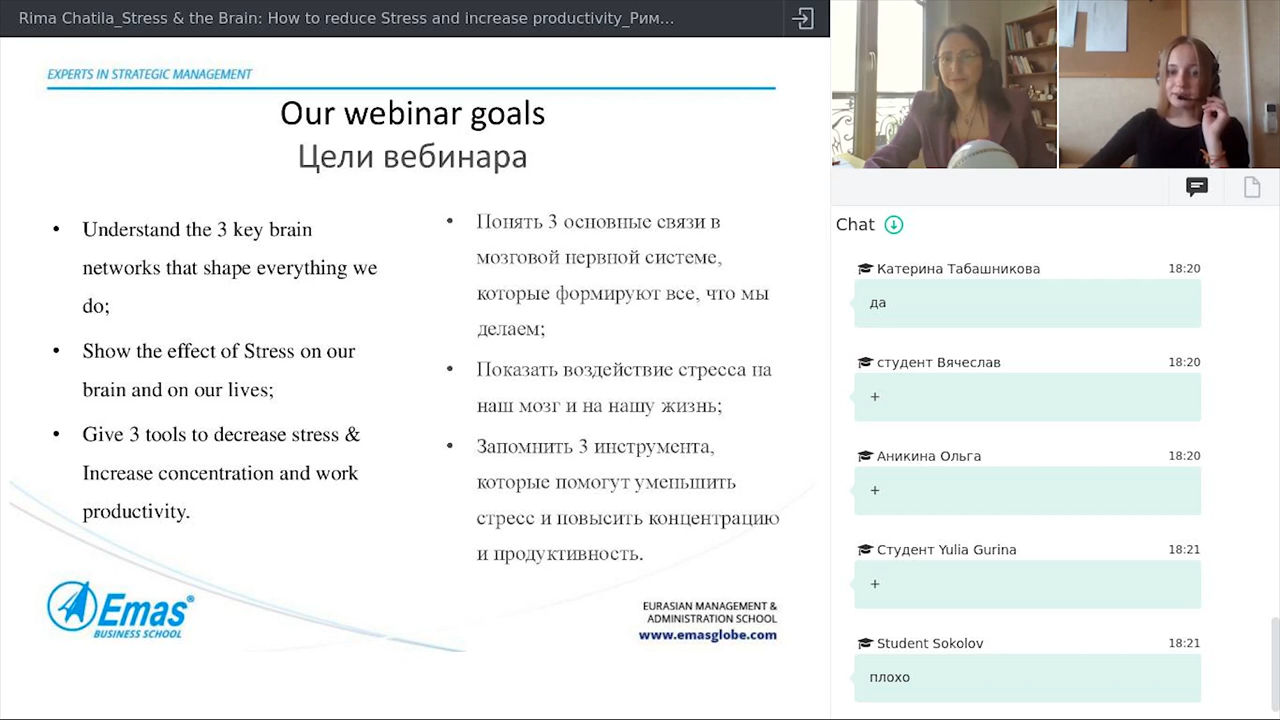 Rima Chatila_Stress & the Brain: How to reduce Stress and increase productivity_Рим...
EXPERTS IN STRATEGIC MANAGEMENT
Our webinar goals
Цели вебинара
• Understand the 3 key brain
networks that shape everything we
do;
• Show the effect of Stress on our
brain and on our lives;
• Give 3 tools to decrease stress &
Increase concentration and work
productivity.
• Понять 3 основные связи в
мозговой нервной системе,
которые формируют все, что мы
делаем;
• Показать воздействие стресса на
наш мозг и на нашу жизнь;
• Запомнить 3 инструмента,
которые помогут уменьшить
стресс и повысить концентрацию
и продуктивность.
Emas®
BUSINESS SCHOOL
EURASIAN MANAGEMENT &
ADMINISTRATION SCHOOL
www.emasglobe.com
Chat
Катерина Табашникова 18:20
да
студент Вячеслав 18:20
+
Аникина Ольга 18:20
+
Студент Yulia Gurina 18:21
+
Student Sokolov 18:21
плохо